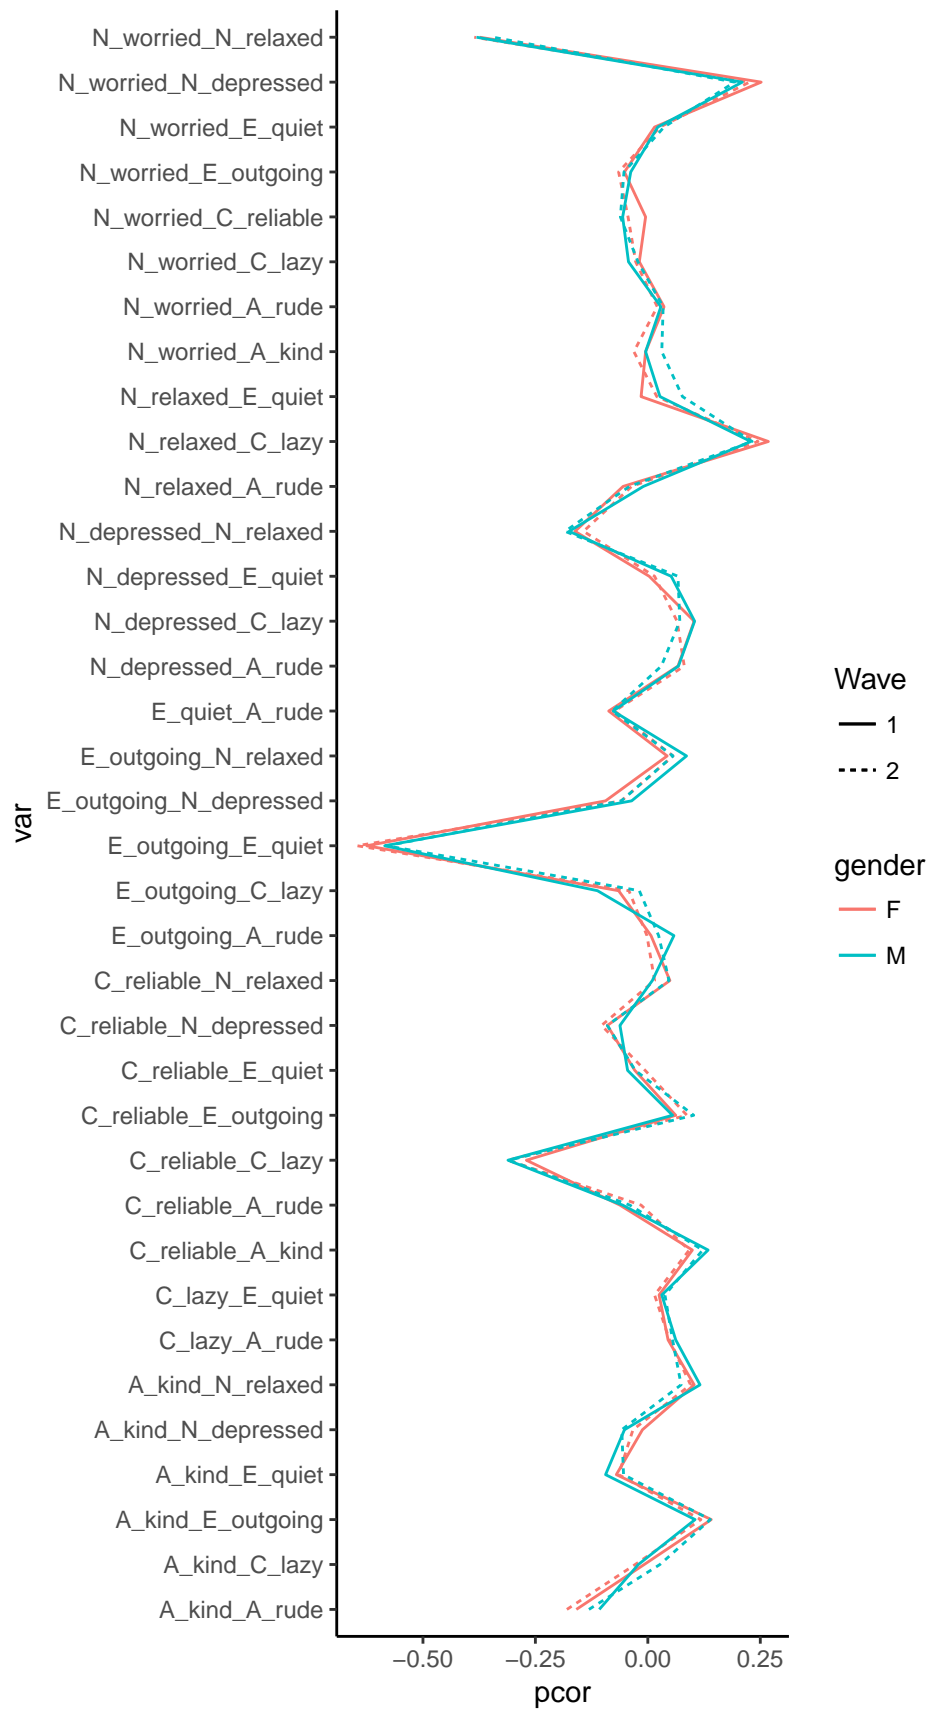 N_worried_N_relaxed
N_worried_N_depressed
N_worried_E_quiet
N_worried_E_outgoing
N_worried_C_reliable
N_worried_C_lazy
N_worried_A_rude
N_worried_A_kind
N_relaxed_E_quiet
N_relaxed_C_lazy
N_relaxed_A_rude
N_depressed_N_relaxed
N_depressed_E_quiet
N_depressed_C_lazy
N_depressed_A_rude
E_quiet_A_rude
E_outgoing_N_relaxed
E_outgoing_N_depressed
E_outgoing_E_quiet
E_outgoing_C_lazy
E_outgoing_A_rude
C_reliable_N_relaxed
C_reliable_N_depressed
C_reliable_E_quiet
C_reliable_E_outgoing
C_reliable_C_lazy
C_reliable_A_rude
C_reliable_A_kind
C_lazy_E_quiet
C_lazy_A_rude
A_kind_N_relaxed
A_kind_N_depressed
A_kind_E_quiet
A_kind_E_outgoing
A_kind_C_lazy
A_kind_A_rude
var
−0.50 −0.25 0.00 0.25
pcor
Wave
1
2
gender
F
M